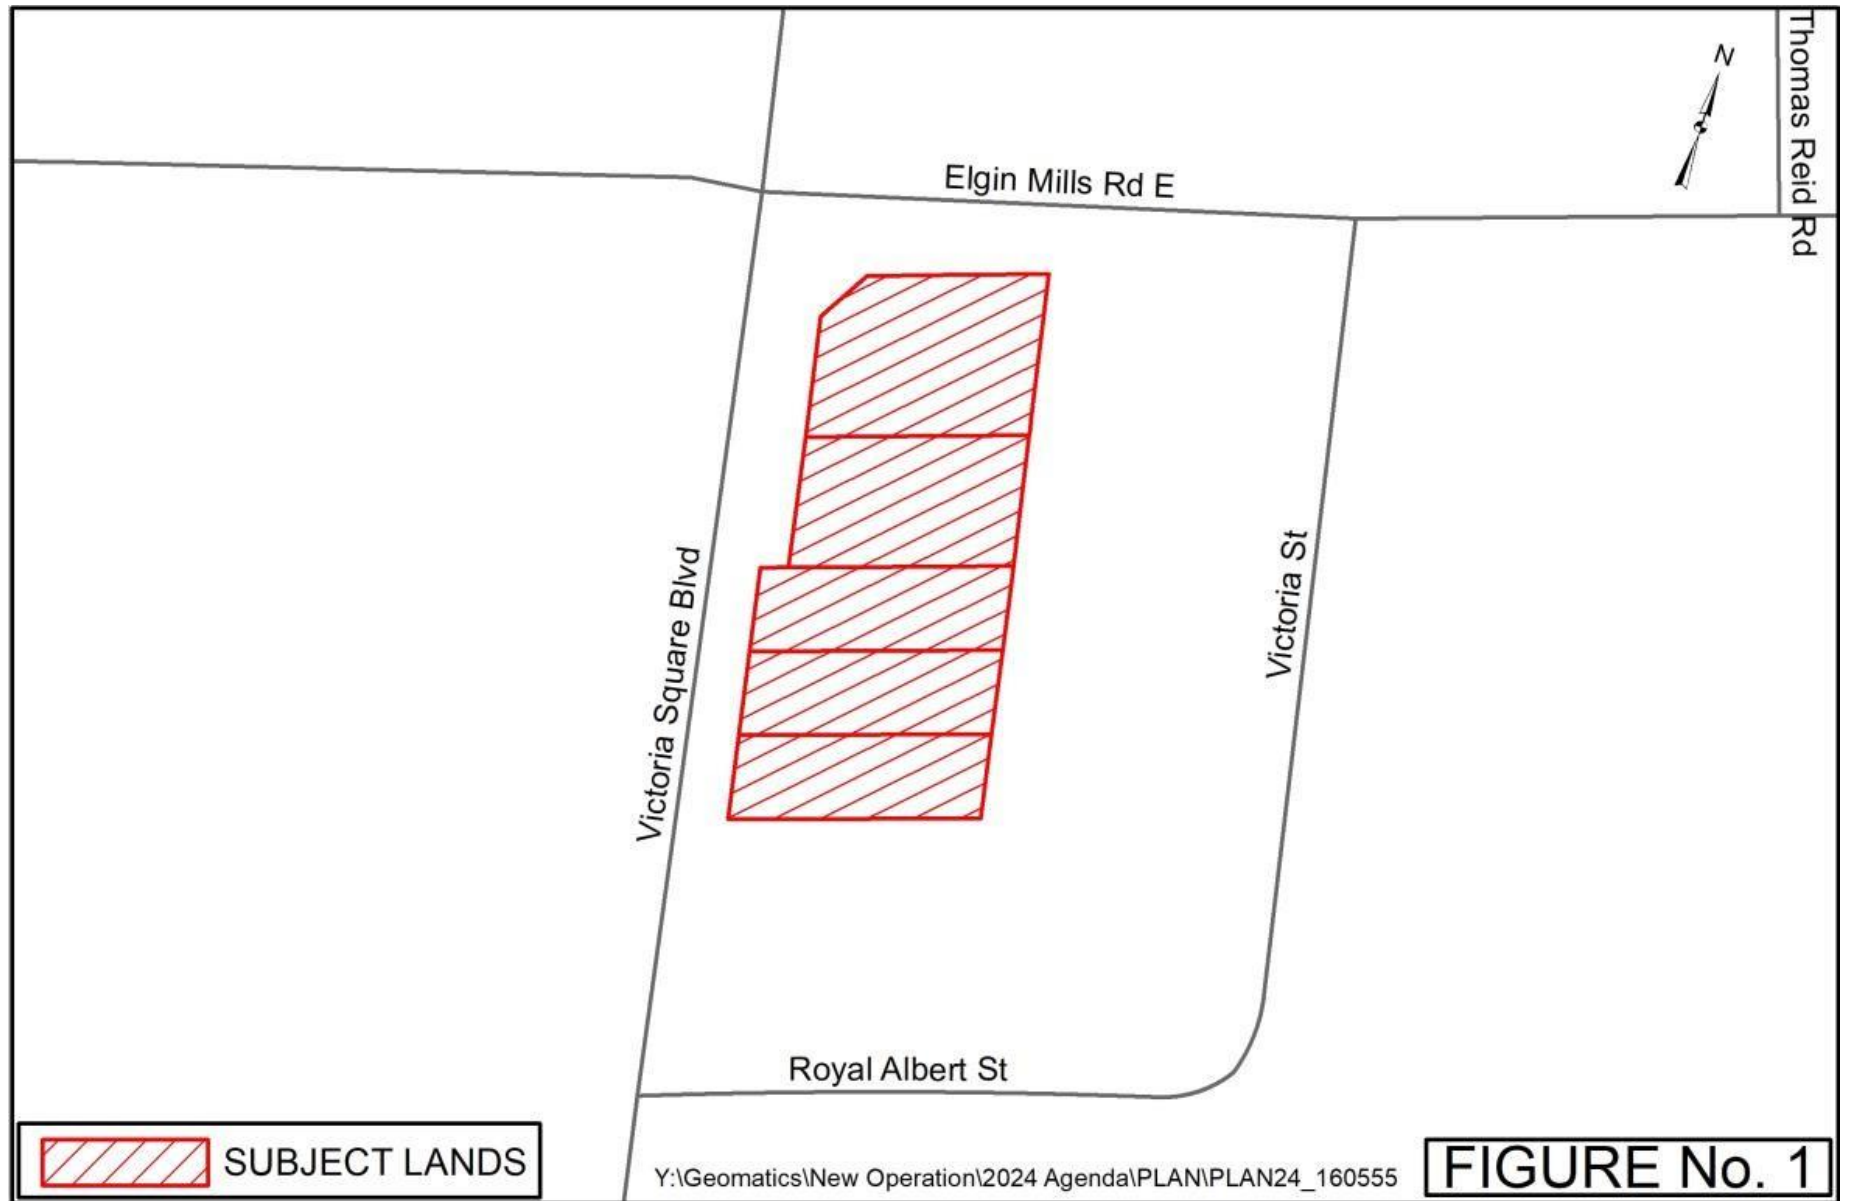 Thomas Reid Rd
N
Elgin Mills Rd E
Victoria Square Blvd
Victoria St
Royal Albert St
SUBJECT LANDS
Y:\Geomatics\New Operation\2024 Agenda\PLAN\PLAN24_160555
FIGURE No. 1